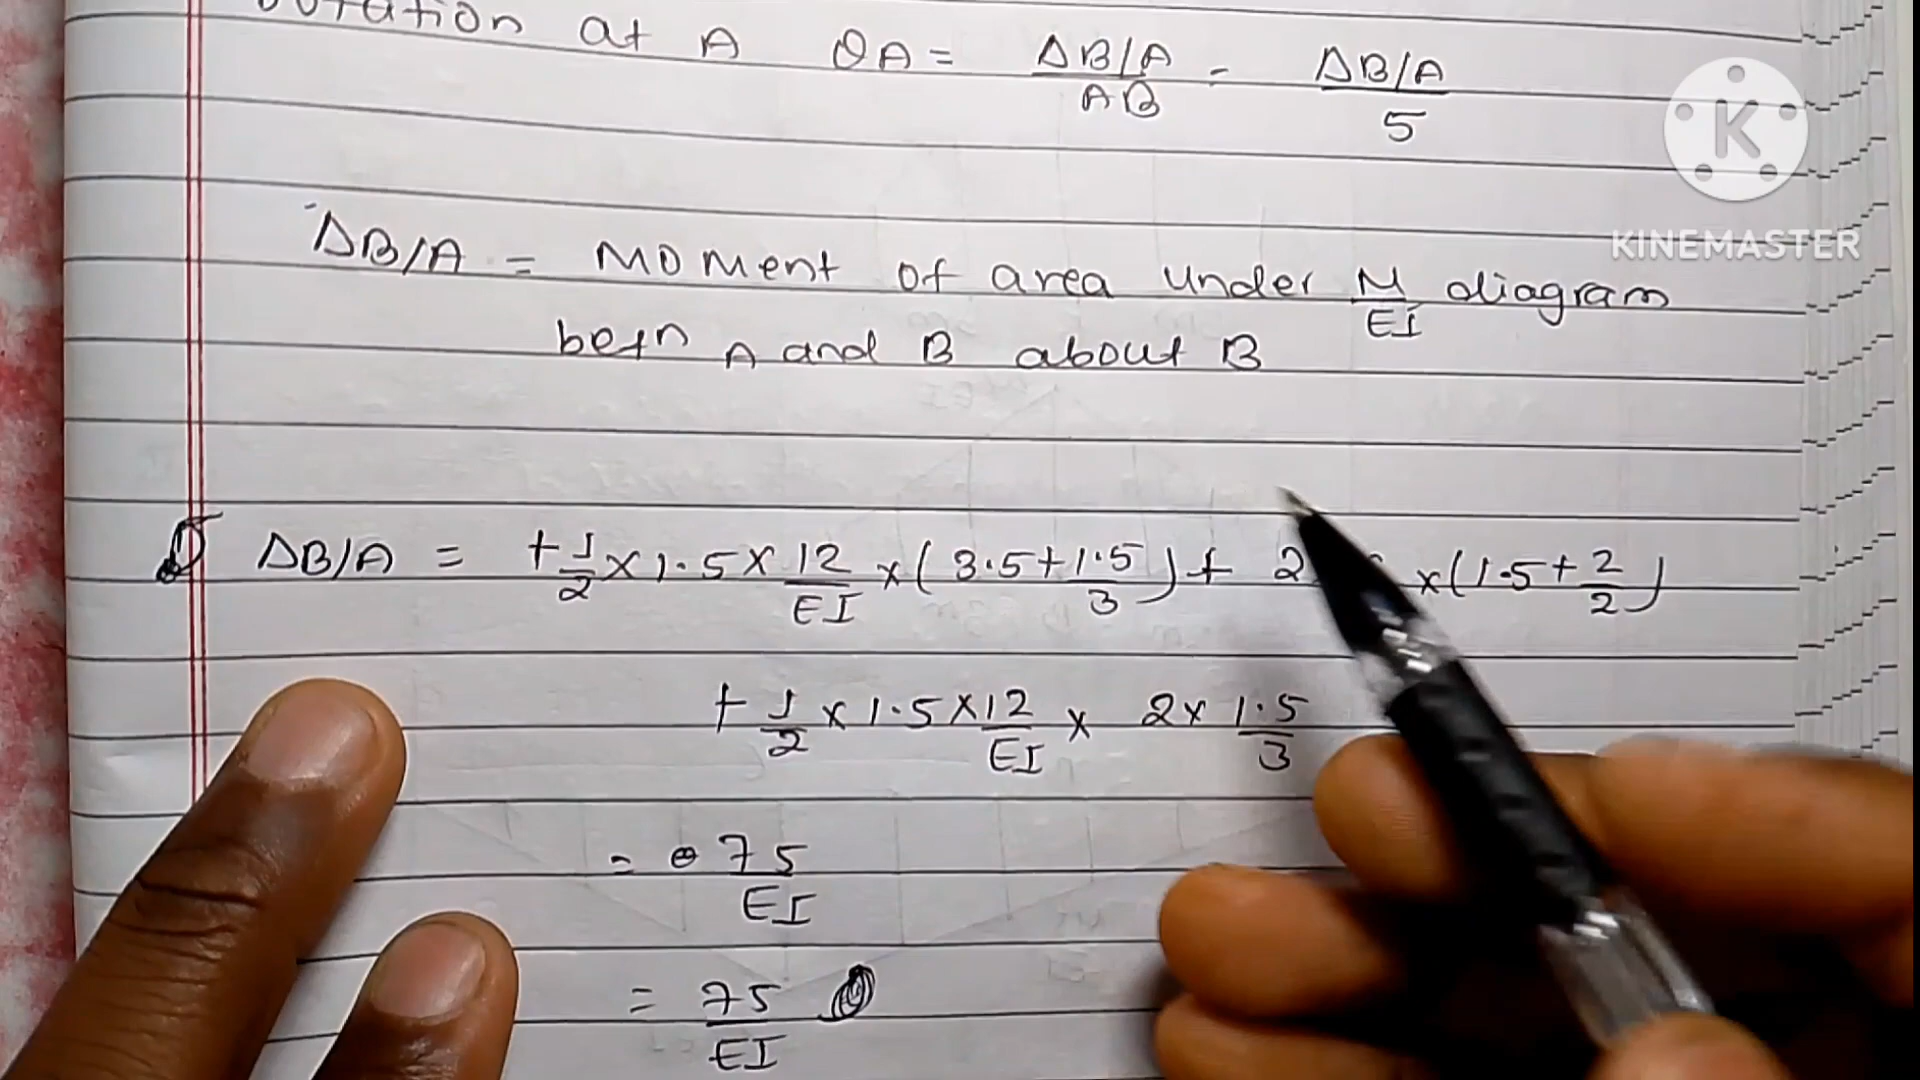 at A θA = ΔB/A / AB = ΔB/A / 5
K
KINEMASTER
ΔB/A = Moment of area under M/EI diagram
betn A and B about B
ΔB/A = + 1/2 × 1.5 × 12/EI × (3.5 + 1.5/3) + 2 × (1.5 + 2/2)
+ 1/2 × 1.5 × 12/EI × 2 × 1.5/3
= 75/EI
= 75/EI